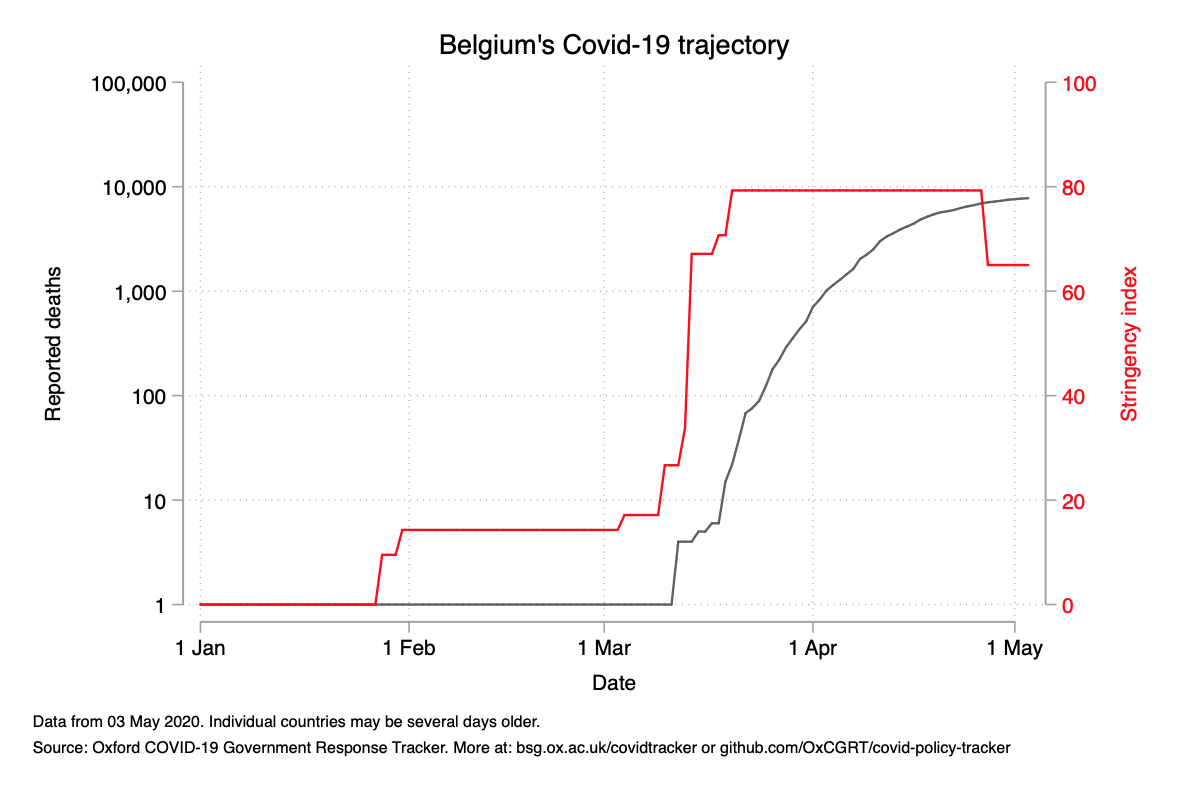 Belgium's Covid-19 trajectory
100,000
10,000
1,000
100
10
1
Reported deaths
100
80
60
40
20
0
Stringency index
1 Jan
1 Feb
1 Mar
1 Apr
1 May
Date
Data from 03 May 2020. Individual countries may be several days older.
Source: Oxford COVID-19 Government Response Tracker. More at: bsg.ox.ac.uk/covidtracker or github.com/OxCGRT/covid-policy-tracker